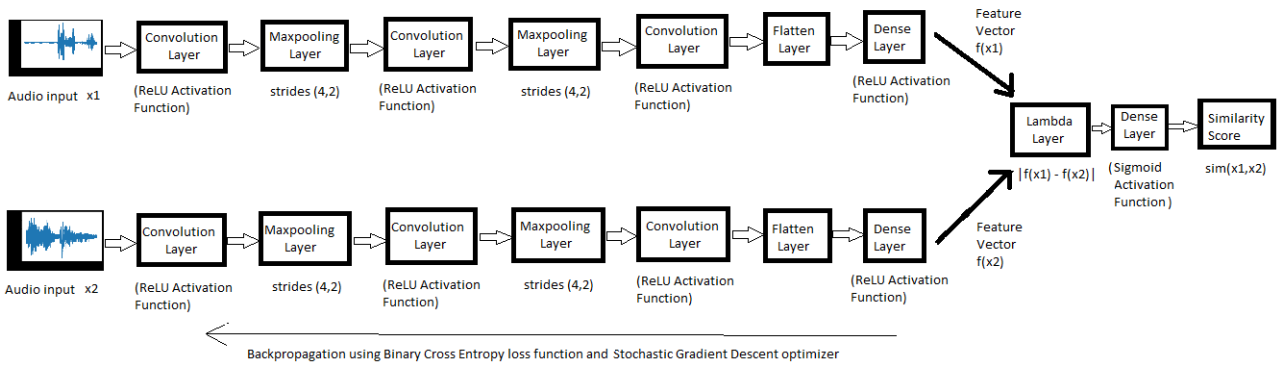 Convolution
Layer
Maxpooling
Layer
Convolution
Layer
Maxpooling
Layer
Convolution
Layer
Flatten
Layer
Dense
Layer
Feature
Vector
f(x1)
Audio input x1
(ReLU Activation
Function)
strides (4,2)
(ReLU Activation
Function)
strides (4,2)
(ReLU Activation
Function)
(ReLU Activation
Function)
Lambda
Layer
Dense
Layer
Similarity
Score
|f(x1) - f(x2)|
(Sigmoid
Activation
Function )
sim(x1,x2)
Convolution
Layer
Maxpooling
Layer
Convolution
Layer
Maxpooling
Layer
Convolution
Layer
Flatten
Layer
Dense
Layer
Feature
Vector
f(x2)
Audio input x2
(ReLU Activation
Function)
strides (4,2)
(ReLU Activation
Function)
strides (4,2)
(ReLU Activation
Function)
(ReLU Activation
Function)
Backpropagation using Binary Cross Entropy loss function and Stochastic Gradient Descent optimizer